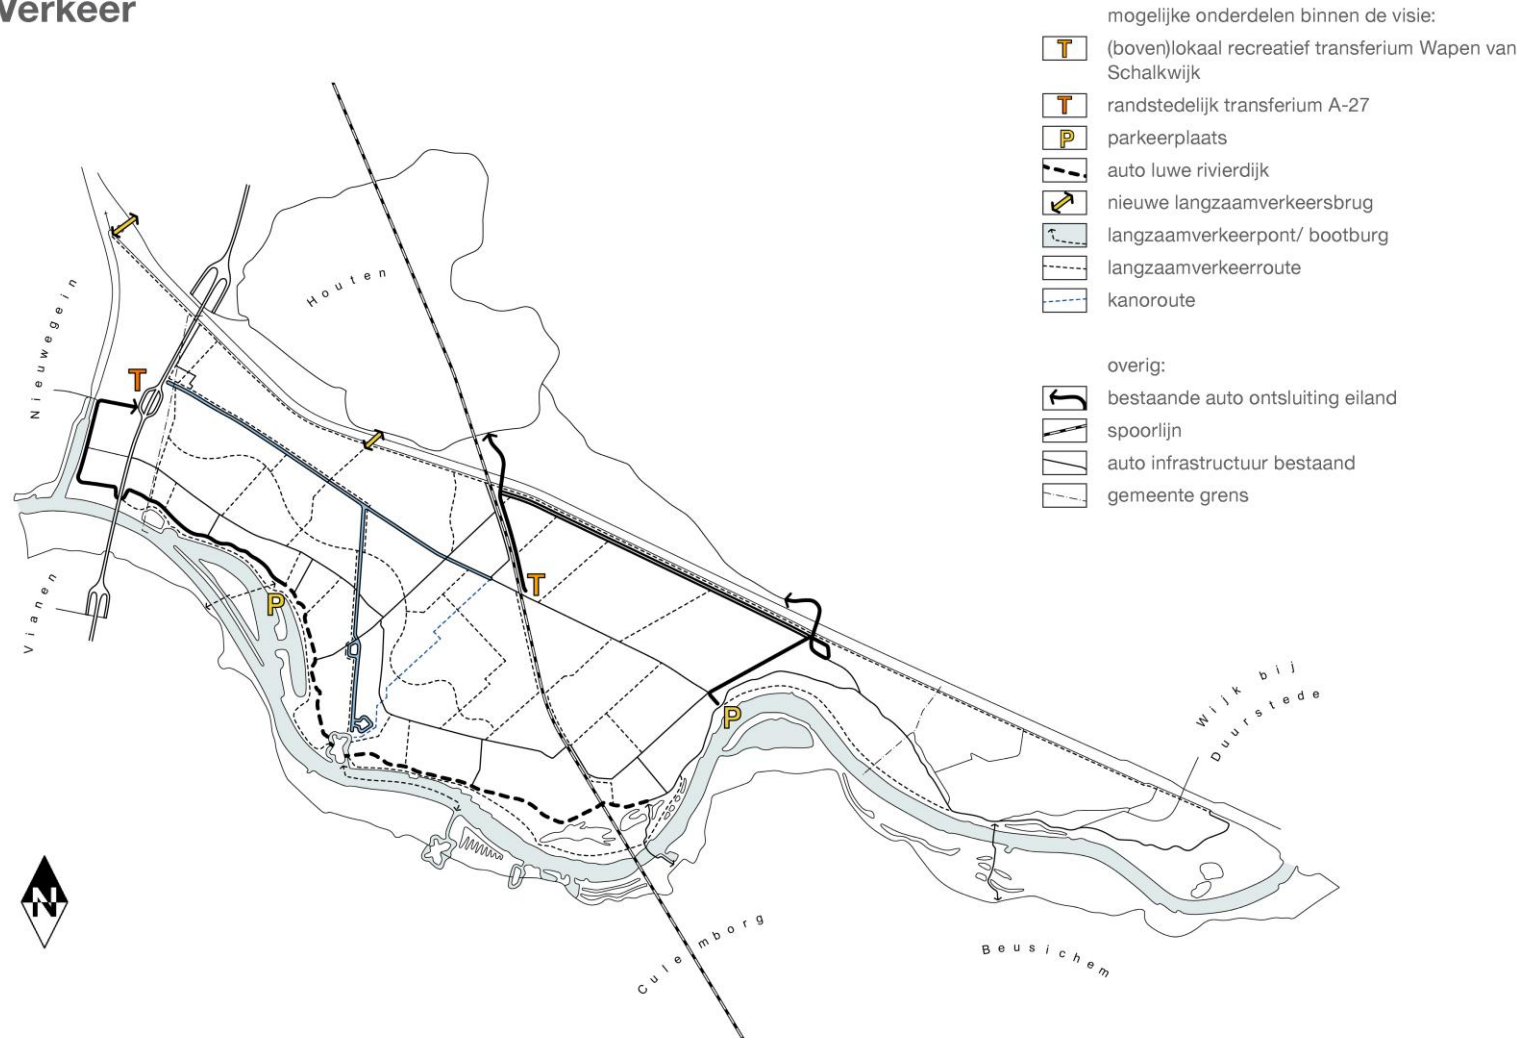 Verkeer
mogelijke onderdelen binnen de visie:
T (boven)lokaal recreatief transferium Wapen van
Schalkwijk
T randstedelijk transferium A-27
P parkeerplaats
auto luwe rivierdijk
nieuwe langzaamverkeersbrug
langzaamverkeerpont/ bootburg
langzaamverkeerroute
kanoroute
overig:
bestaande auto ontsluiting eiland
spoorlijn
auto infrastructuur bestaand
gemeente grens
Houten
Nieuwegein
T
T
Vianen
P
P
Wijk bij
Duurstede
N
Culemborg
Beusichem